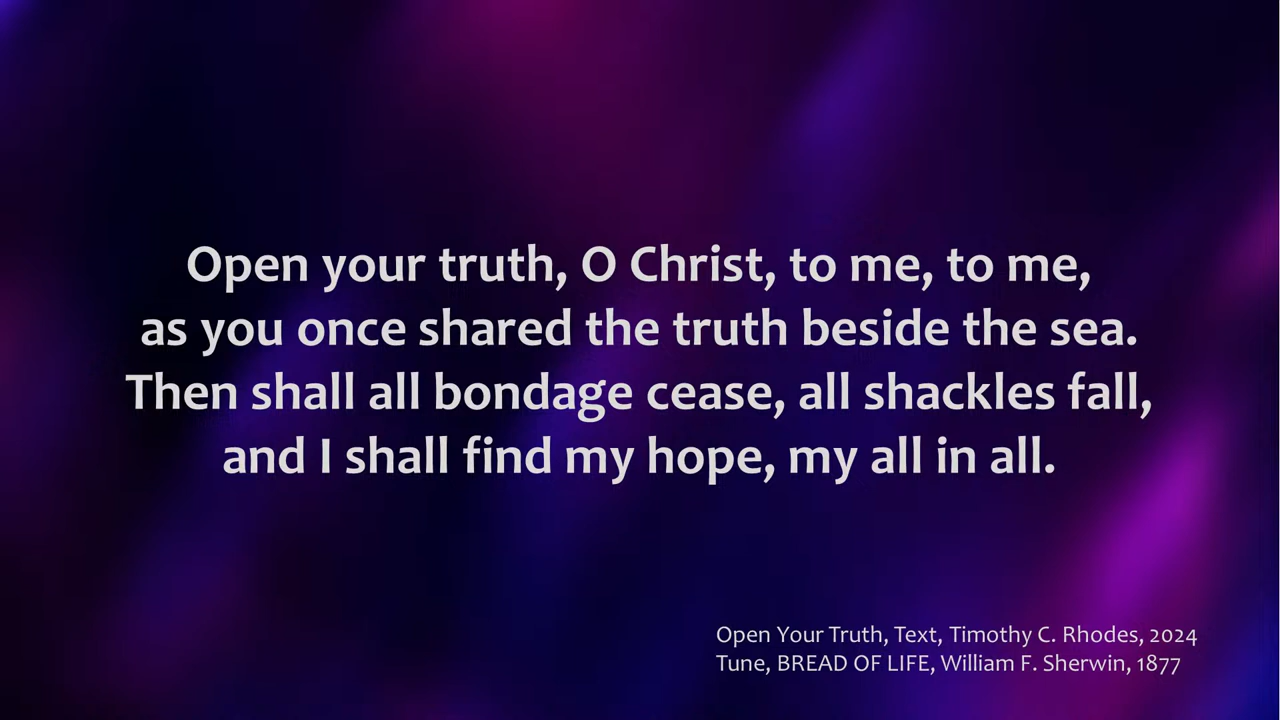 Open your truth, O Christ, to me, to me,
as you once shared the truth beside the sea.
Then shall all bondage cease, all shackles fall,
and I shall find my hope, my all in all.
Open Your Truth, Text, Timothy C. Rhodes, 2024
Tune, BREAD OF LIFE, William F. Sherwin, 1877